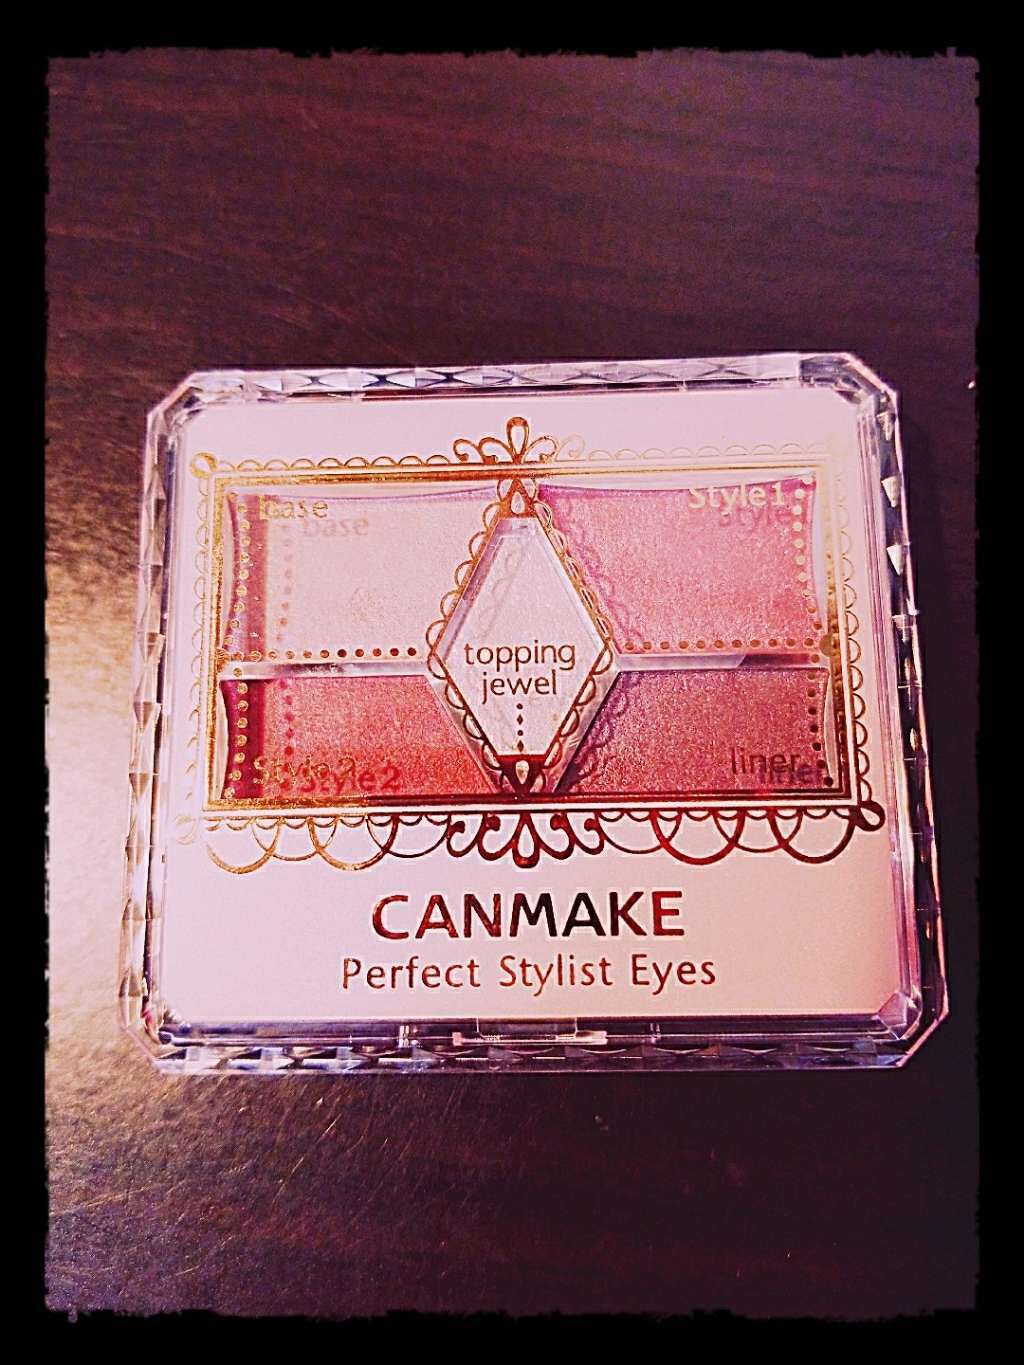 base
Style1
topping
jewel
Style2
liner
CANMAKE
Perfect Stylist Eyes